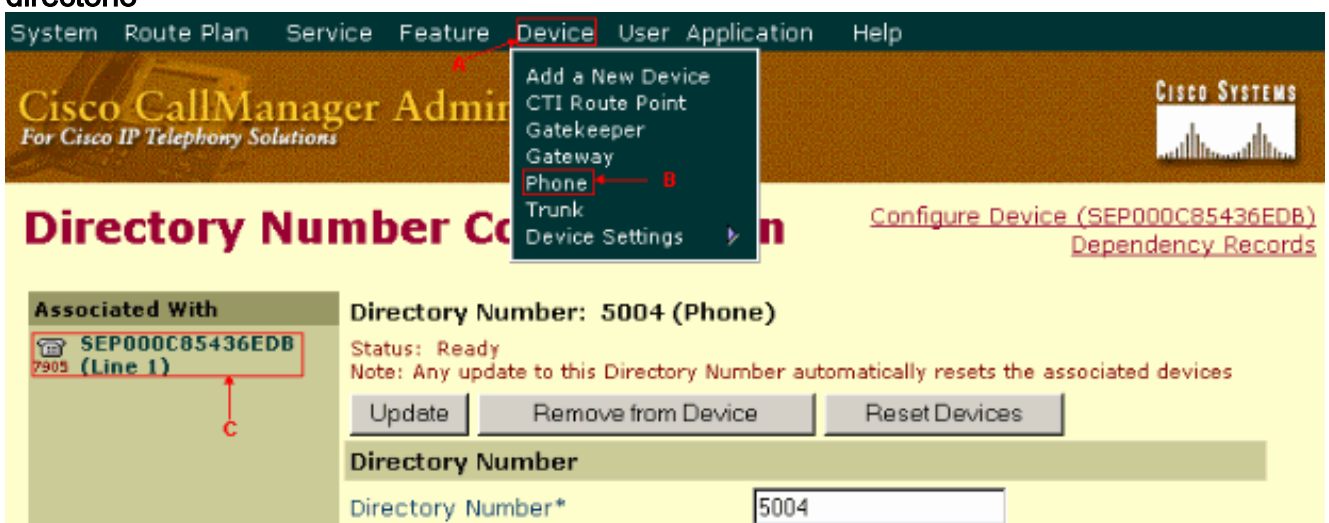 directorio
System Route Plan Service Feature Device User Application Help
A
Add a New Device
CTI Route Point
Gatekeeper
Gateway
Phone B
Trunk
Device Settings
Cisco CallManager Admin
For Cisco IP Telephony Solutions
CISCO SYSTEMS
Directory Number Co n
Configure Device (SEP000C85436EDB)
Dependency Records
Associated With
SEP000C85436EDB
7905 (Line 1)
C
Directory Number: 5004 (Phone)
Status: Ready
Note: Any update to this Directory Number automatically resets the associated devices
Update Remove from Device Reset Devices
Directory Number
Directory Number* 5004